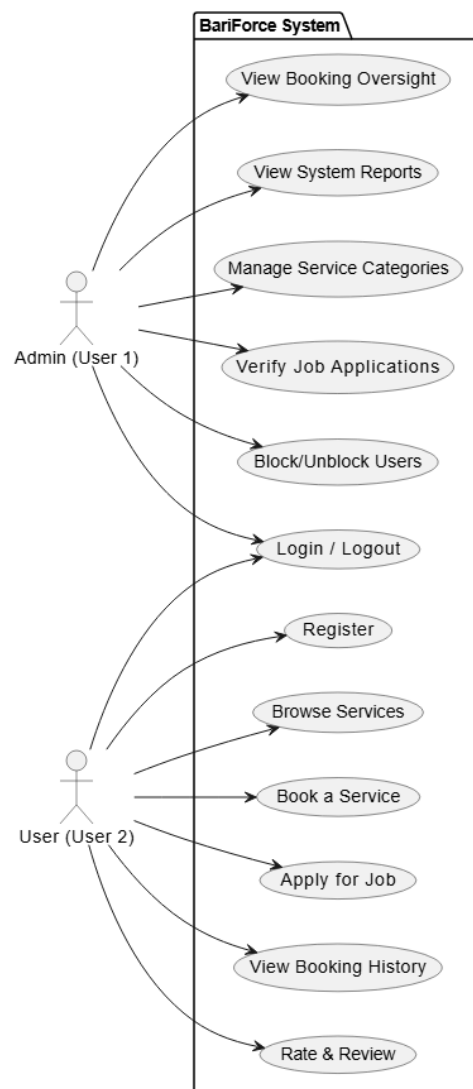 BariForce System
View Booking Oversight
View System Reports
Manage Service Categories
Admin (User 1)
Verify Job Applications
Block/Unblock Users
Login / Logout
Register
Browse Services
Book a Service
User (User 2)
Apply for Job
View Booking History
Rate & Review